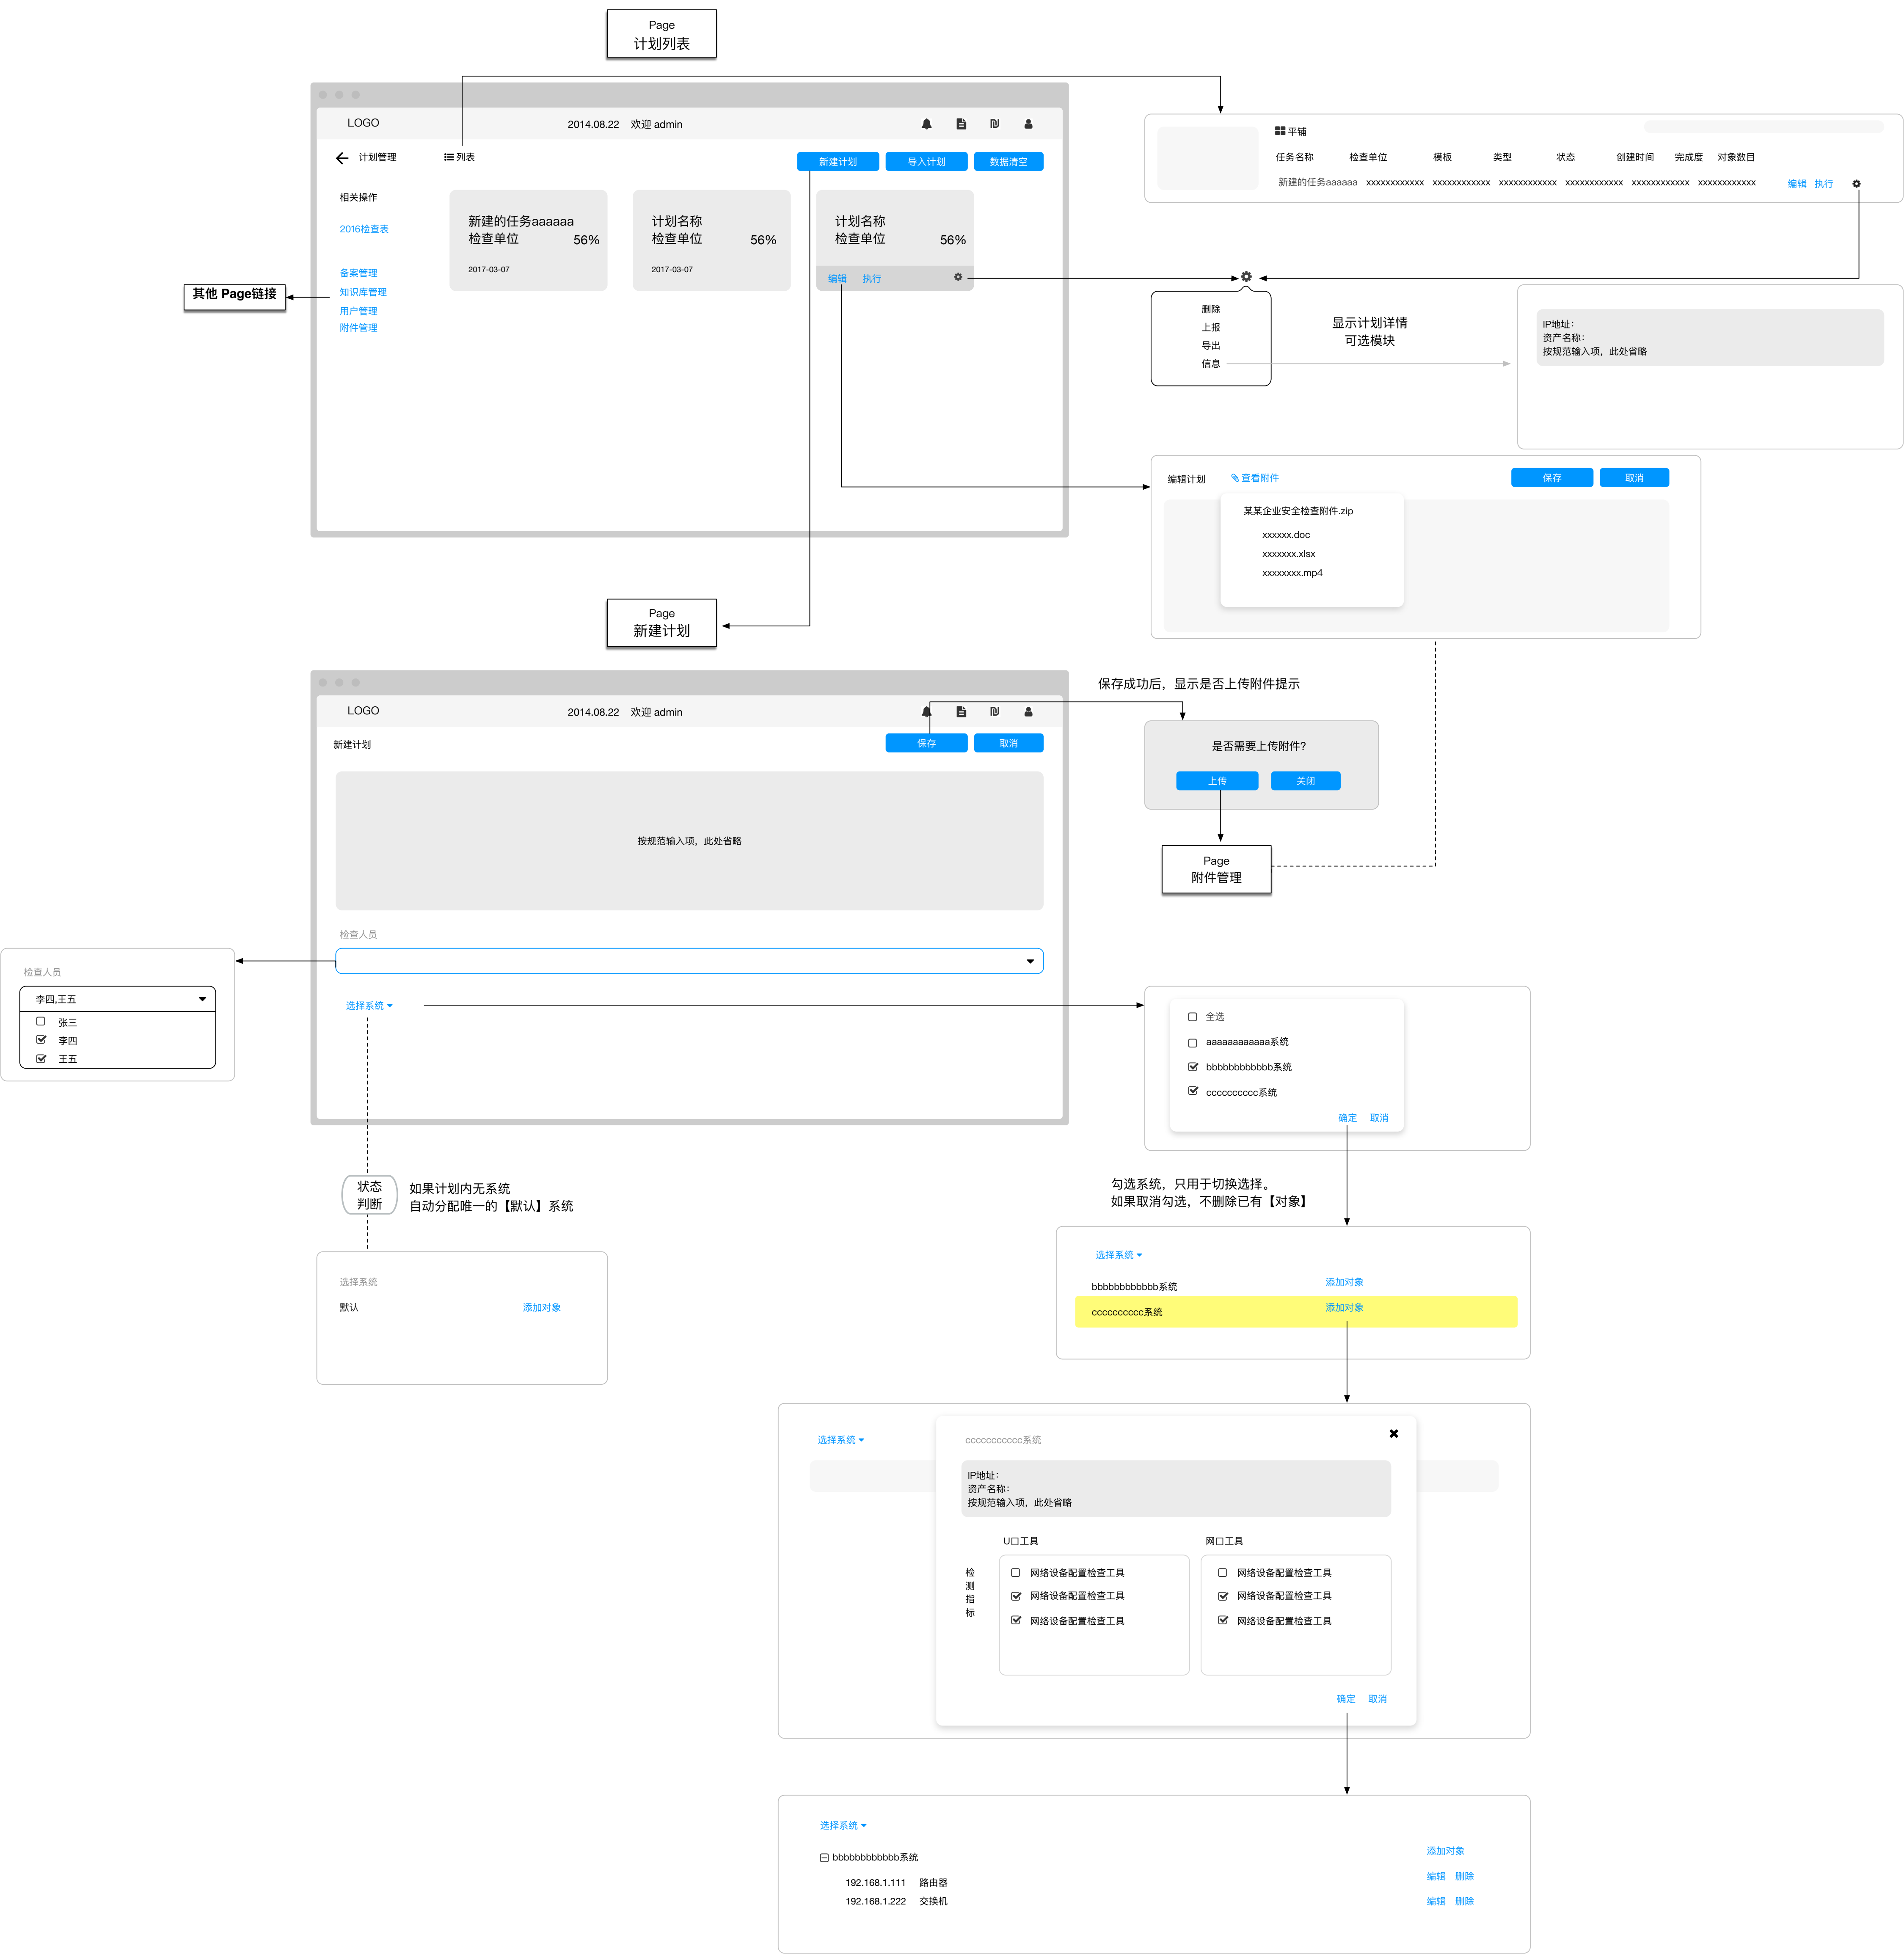 Page
计划列表
LOGO
2014.08.22 欢迎 admin
计划管理
列表
新建计划
导入计划
数据清空
相关操作
2016检查表
备案管理
知识库管理
用户管理
附件管理
新建的任务aaaaaa
检查单位 56%
2017-03-07
计划名称
检查单位 56%
2017-03-07
计划名称
检查单位 56%
编辑 执行
其他 Page链接
平铺
任务名称 检查单位 模板 类型 状态 创建时间 完成度 对象数目
新建的任务aaaaaa xxxxxxxxxxxx xxxxxxxxxxxx xxxxxxxxxxxx xxxxxxxxxxxx xxxxxxxxxxxx xxxxxxxxxxxx 编辑 执行
删除
上报
导出
信息
显示计划详情
可选模块
IP地址：
资产名称：
按规范输入项，此处省略
编辑计划
查看附件
保存
取消
某某企业安全检查附件.zip
xxxxxx.doc
xxxxxxx.xlsx
xxxxxxxx.mp4
Page
新建计划
LOGO
2014.08.22 欢迎 admin
新建计划
保存
取消
按规范输入项，此处省略
检查人员
选择系统
保存成功后，显示是否上传附件提示
是否需要上传附件?
上传
关闭
Page
附件管理
检查人员
李四,王五
张三
李四
王五
全选
aaaaaaaaaaaa系统
bbbbbbbbbbbb系统
cccccccccc系统
确定 取消
状态
判断
如果计划内无系统
自动分配唯一的【默认】系统
选择系统
默认 添加对象
勾选系统，只用于切换选择。
如果取消勾选，不删除已有【对象】
选择系统
bbbbbbbbbbbb系统 添加对象
cccccccccc系统 添加对象
选择系统
ccccccccccc系统
IP地址：
资产名称：
按规范输入项，此处省略
U口工具
网口工具
检
测
指
标
网络设备配置检查工具
网络设备配置检查工具
网络设备配置检查工具
网络设备配置检查工具
网络设备配置检查工具
网络设备配置检查工具
确定 取消
选择系统
bbbbbbbbbbbb系统 添加对象
192.168.1.111 路由器 编辑 删除
192.168.1.222 交换机 编辑 删除